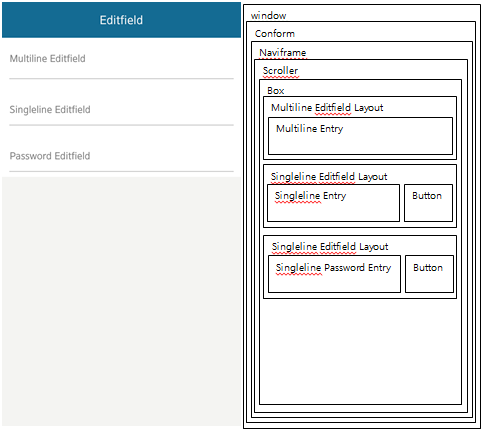 Editfield
Multiline Editfield
Singleline Editfield
Password Editfield
window
Conform
Naviframe
Scroller
Box
Multiline Editfield Layout
Multiline Entry
Singleline Editfield Layout
Singleline Entry
Button
Singleline Editfield Layout
Singleline Password Entry
Button